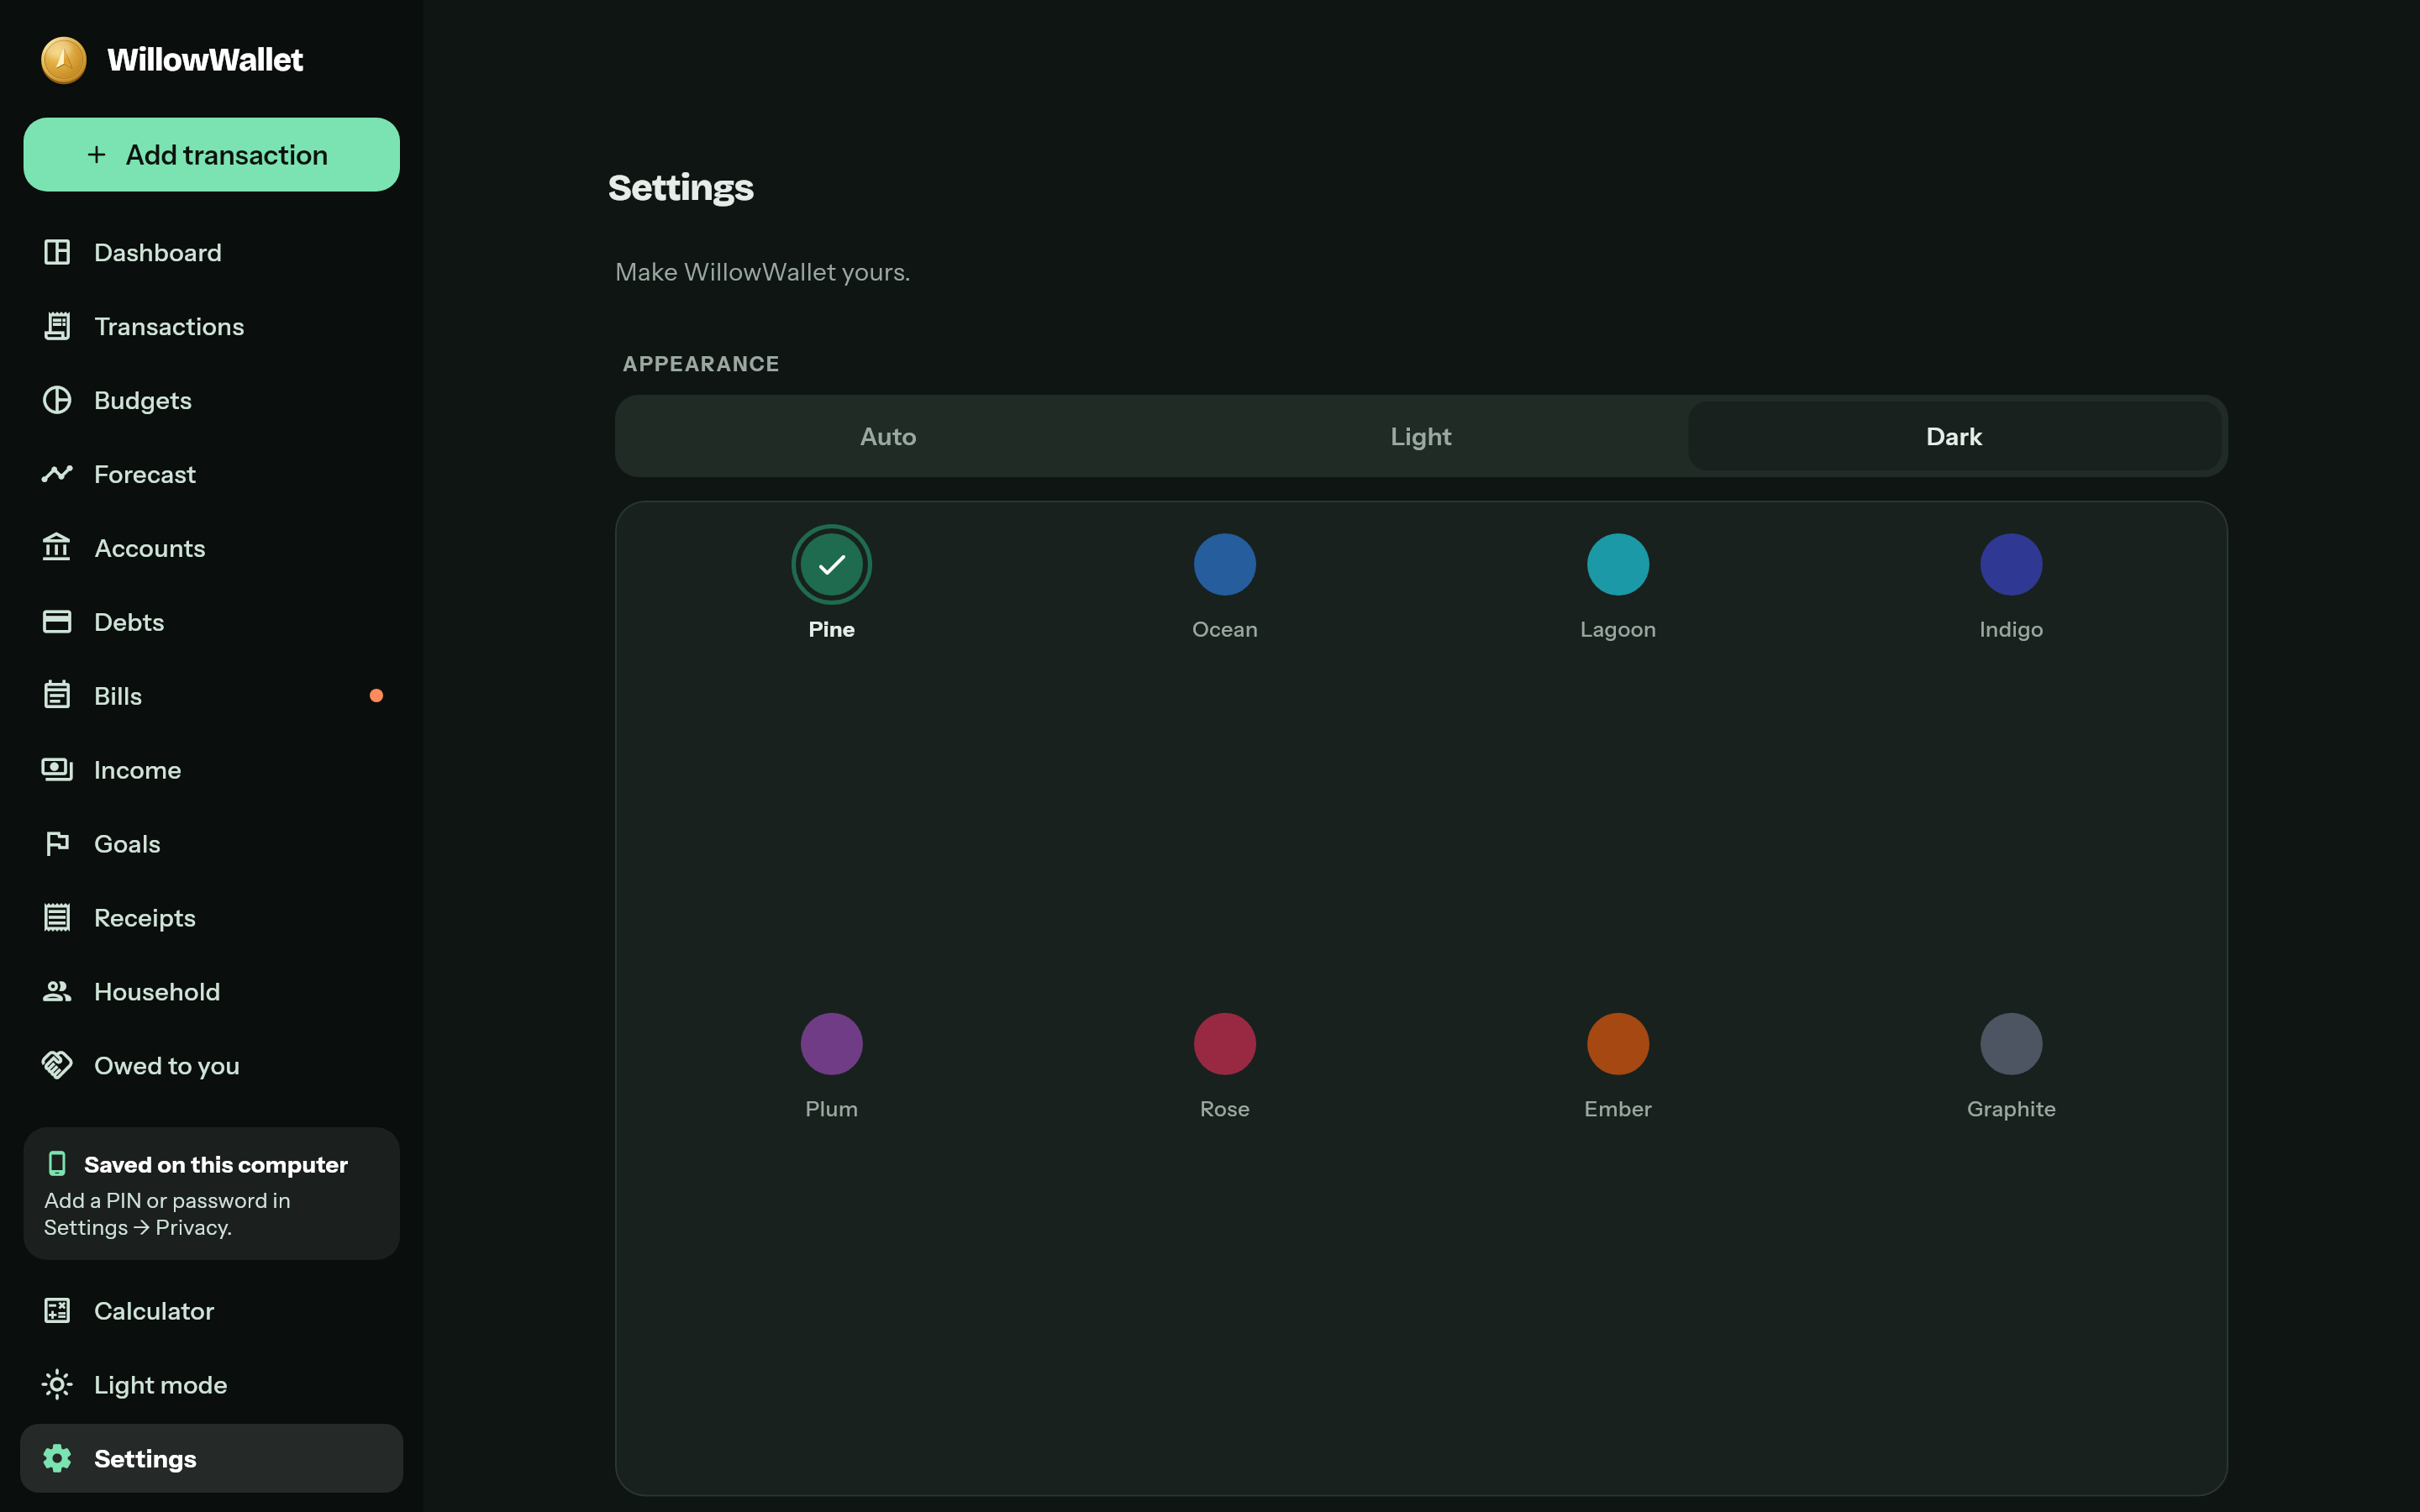 WillowWallet
Add transaction
Dashboard
Transactions
Budgets
Forecast
Accounts
Debts
Bills
Income
Goals
Receipts
Household
Owed to you
Saved on this computer
Add a PIN or password in
Settings → Privacy.
Calculator
Light mode
Settings
Settings
Make WillowWallet yours.
APPEARANCE
Auto Light Dark
Pine Ocean Lagoon Indigo
Plum Rose Ember Graphite